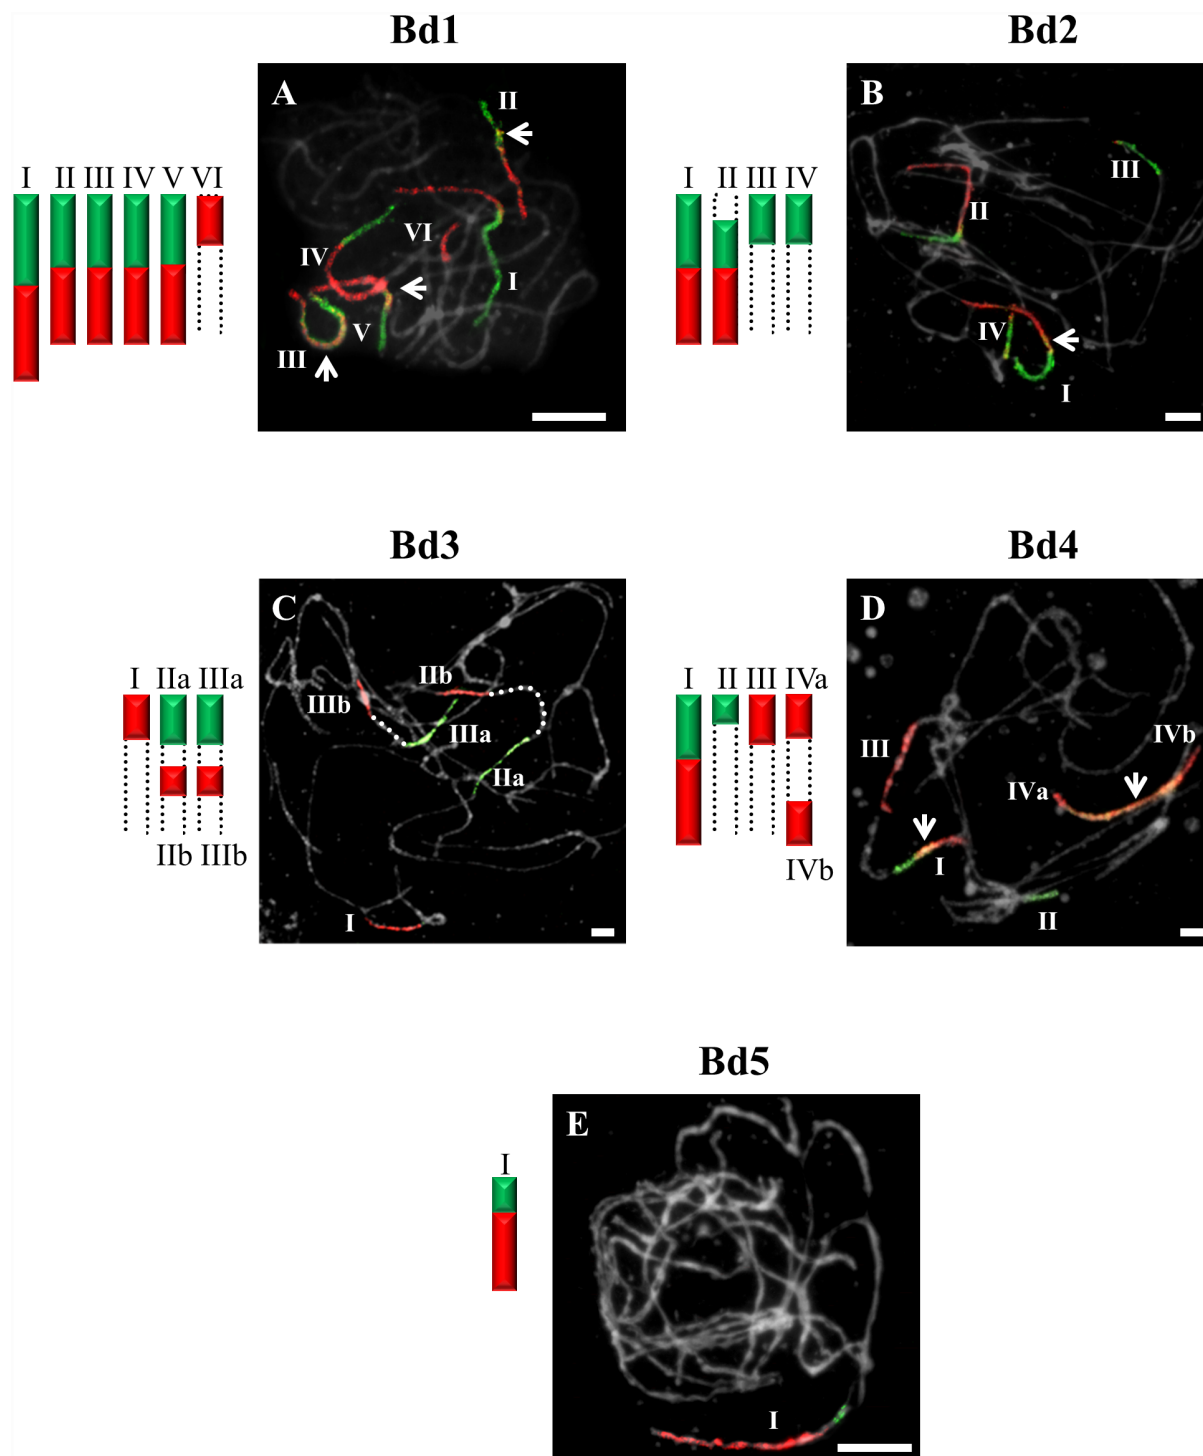 Bd1 Bd2
A II B
I II III IV V VI I II III IV III
II
VI
IV
I
V IV
III I
Bd3 Bd4
C D
I IIa IIIa IIb I II III IVa IVb
IIIb IIIa III
IIa IVa
IIb IIIb I IVb
I II
Bd5
E
I
I